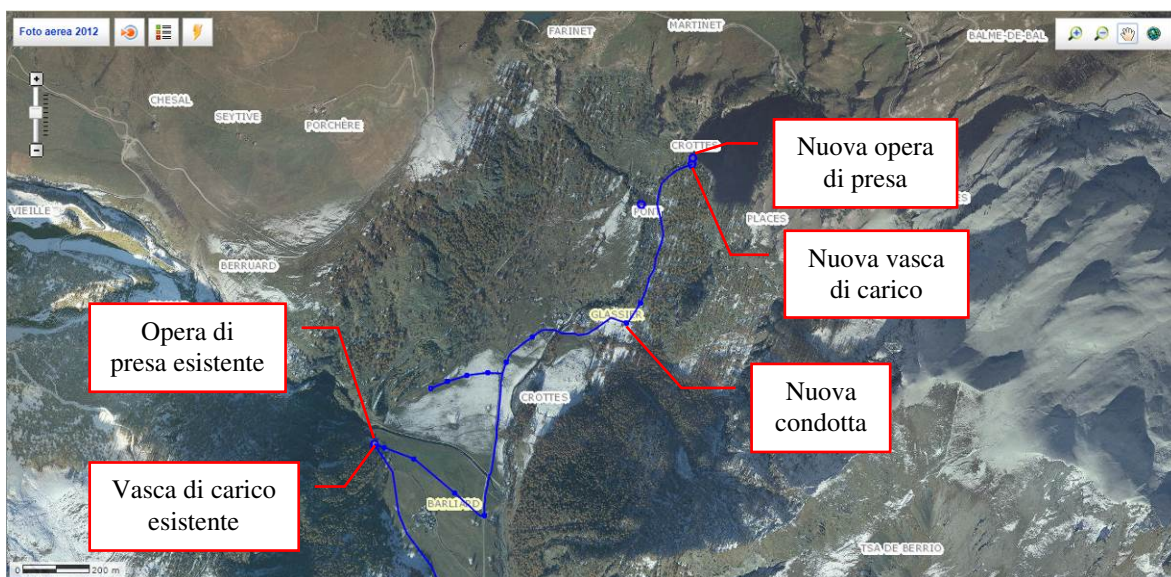 Foto aerea 2012
FARINET
MARTINET
BALME-DE-BAL
CHESAL
SEYTIVE
PORCHÈRE
CROTTES
Nuova opera
di presa
VIEILLE
PLACES
BERRUARD
Nuova vasca
di carico
GLASSIER
Opera di
presa esistente
CROTTES
Nuova
condotta
Vasca di carico
esistente
BARLIARD
TSA DE BERRIO
0
200 m